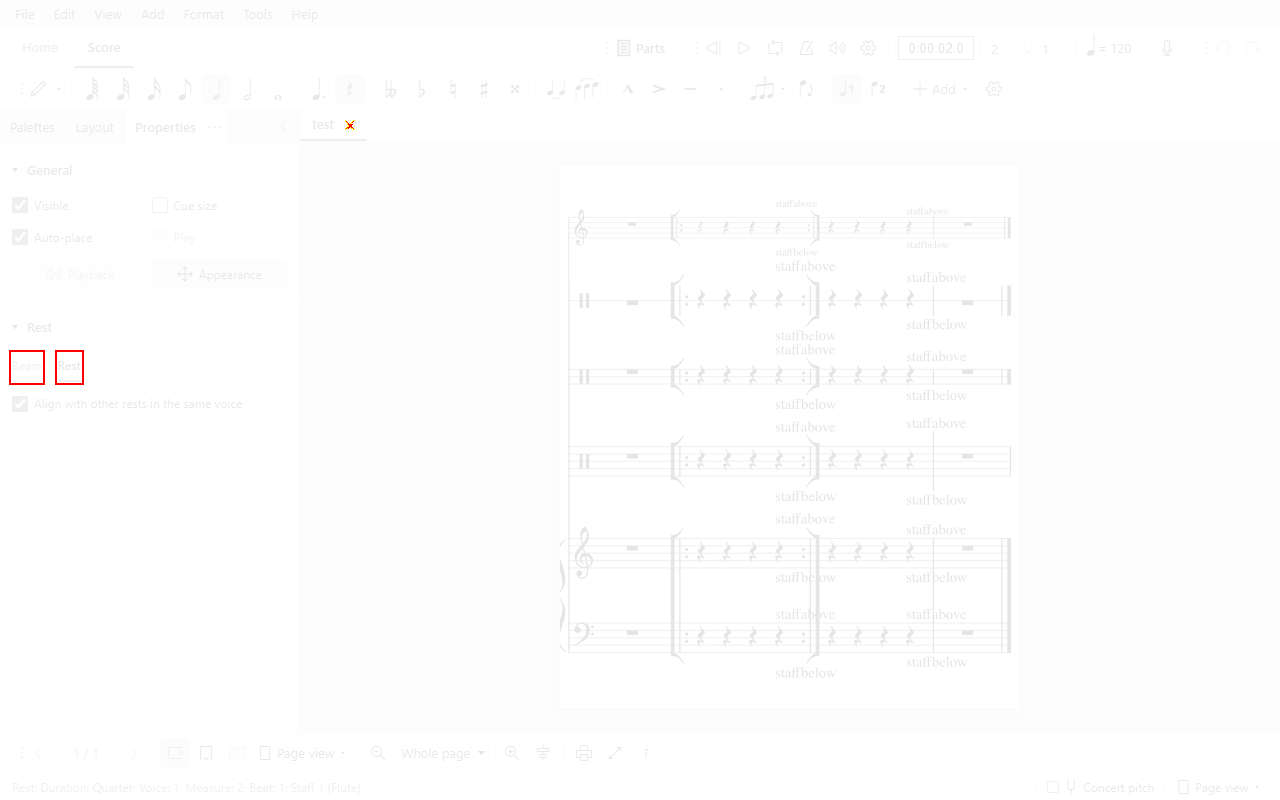 File Edit View Add Format Tools Help
Home Score Parts 0:00:02.0 2 . 1 = 120
Add
Palettes Layout Properties
test
General
Visible Cue size
Auto-place Play
Playback Appearance
Rest
Beam Rest
Align with other rests in the same voice
staffabove
staffabove
staffbelow
staffbelow
staffabove
staffabove
staffbelow
staffbelow
staffabove
staffabove
staffbelow
staffbelow
staffabove
staffabove
staffbelow
staffbelow
staffabove
staffabove
staffbelow staffbelow
staffabove staffabove
staffbelow
staffbelow
1 / 1 Page view Whole page ?
Rest; Duration: Quarter; Voice: 1; Measure: 2; Beat: 1; Staff 1 (Flute) Concert pitch Page view